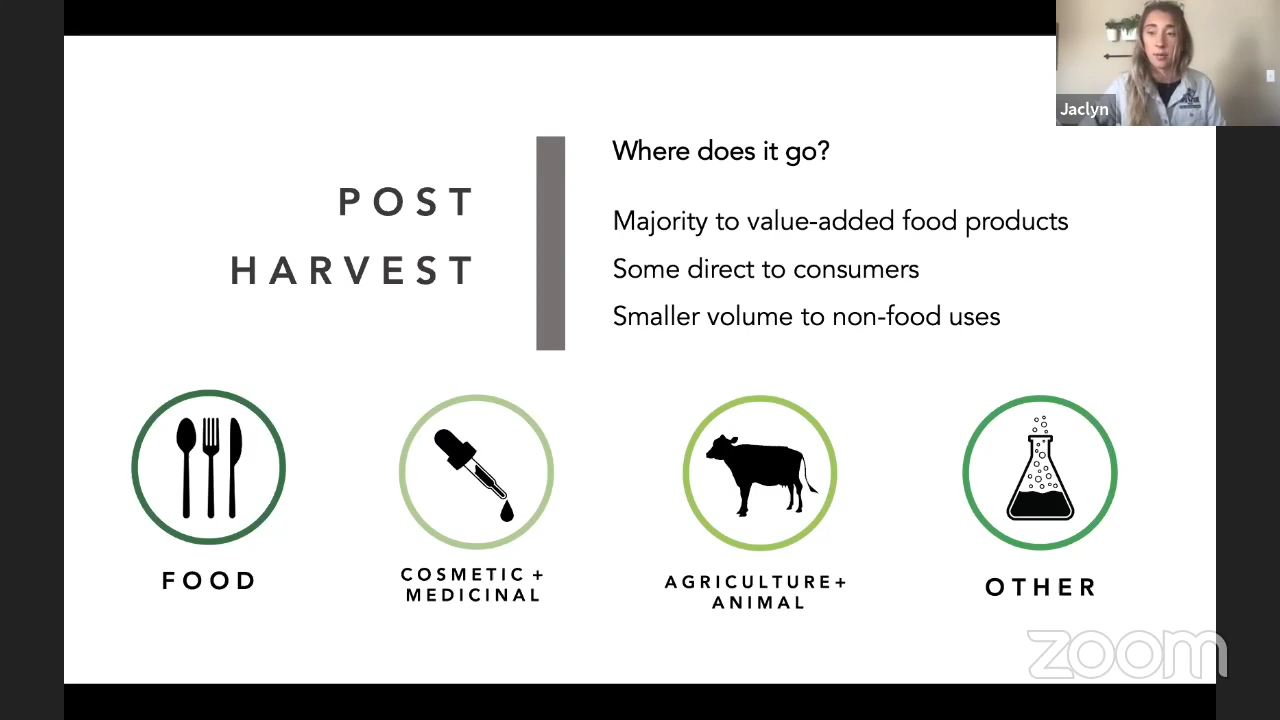 Jaclyn
POST
HARVEST
Where does it go?
Majority to value-added food products
Some direct to consumers
Smaller volume to non-food uses
FOOD
COSMETIC +
MEDICINAL
AGRICULTURE+
ANIMAL
OTHER
zoom